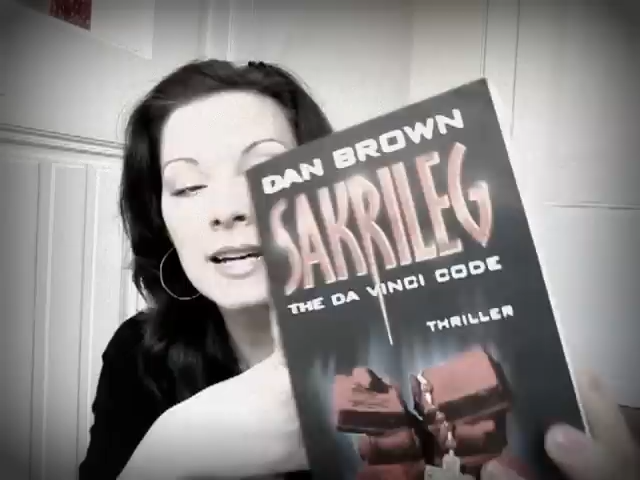 DAN BROWN
SAKRILEG
THE DA VINCI CODE
THRILLER